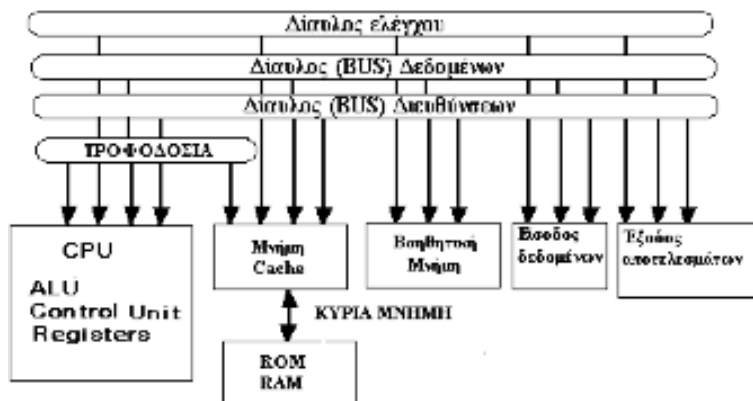 Δίαυλος ελέγχου
Δίαυλος (BUS) Δεδομένων
Δίαυλος (BUS) Διευθύνσεων
ΤΡΟΦΟΔΟΣΙΑ
CPU
ALU
Control Unit
Registers
Μνήμη
Cache
Βοηθητική
Μνήμη
Είσοδος
δεδομένων
Έξοδος
αποτελεσμάτων
ΚΥΡΙΑ ΜΝΗΜΗ
ROM
RAM